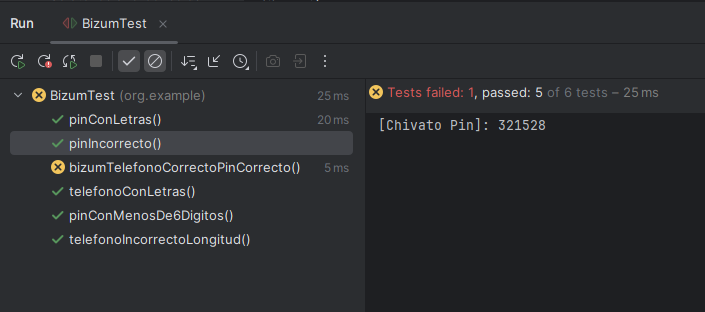 Run
BizumTest
BizumTest (org.example) 25 ms
pinConLetras() 20 ms
pinIncorrecto()
bizumTelefonoCorrectoPinCorrecto() 5 ms
telefonoConLetras()
pinConMenosDe6Digitos()
telefonoIncorrectoLongitud()
Tests failed: 1, passed: 5 of 6 tests – 25 ms
[Chivato Pin]: 321528